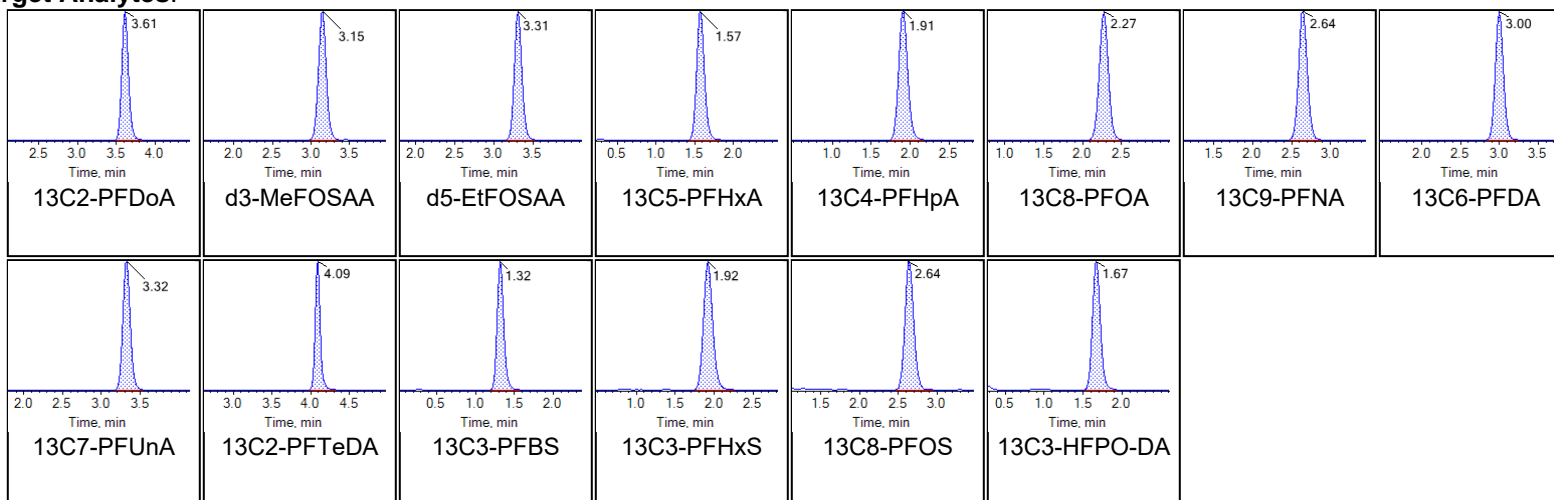 rget Analytes:
3.61
3.15
3.31
1.57
1.91
2.27
2.64
3.00
2.5 3.0 3.5 4.0
2.0 2.5 3.0 3.5
2.0 2.5 3.0 3.5
0.5 1.0 1.5 2.0
1.0 1.5 2.0 2.5
1.0 1.5 2.0 2.5
1.5 2.0 2.5 3.0
2.0 2.5 3.0 3.5
Time, min Time, min Time, min Time, min Time, min Time, min Time, min Time, min
13C2-PFDoA d3-MeFOSAA d5-EtFOSAA 13C5-PFHxA 13C4-PFHpA 13C8-PFOA 13C9-PFNA 13C6-PFDA
3.32
4.09
1.32
1.92
2.64
1.67
2.0 2.5 3.0 3.5
3.0 3.5 4.0 4.5
0.5 1.0 1.5 2.0
1.0 1.5 2.0 2.5
1.5 2.0 2.5 3.0
0.5 1.0 1.5 2.0
Time, min Time, min Time, min Time, min Time, min Time, min
13C7-PFUnA 13C2-PFTeDA 13C3-PFBS 13C3-PFHxS 13C8-PFOS 13C3-HFPO-DA